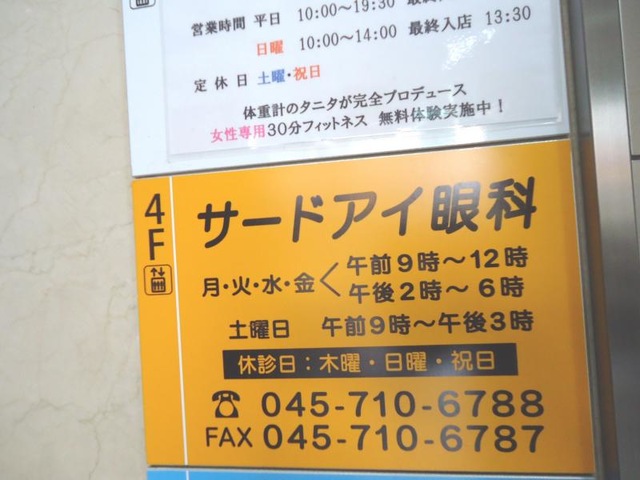 営業時間 平日 10:00〜19:30
日曜 10:00〜14:00 最終入店 13:30
定休日 土曜・祝日
体重計のタニタが完全プロデュース
女性専用30分フィットネス 無料体験実施中!
4F
サードアイ眼科
月・火・水・金< 午前9時〜12時
午後2時〜6時
土曜日 午前9時〜午後3時
休診日:木曜・日曜・祝日
☎ 045-710-6788
FAX 045-710-6787